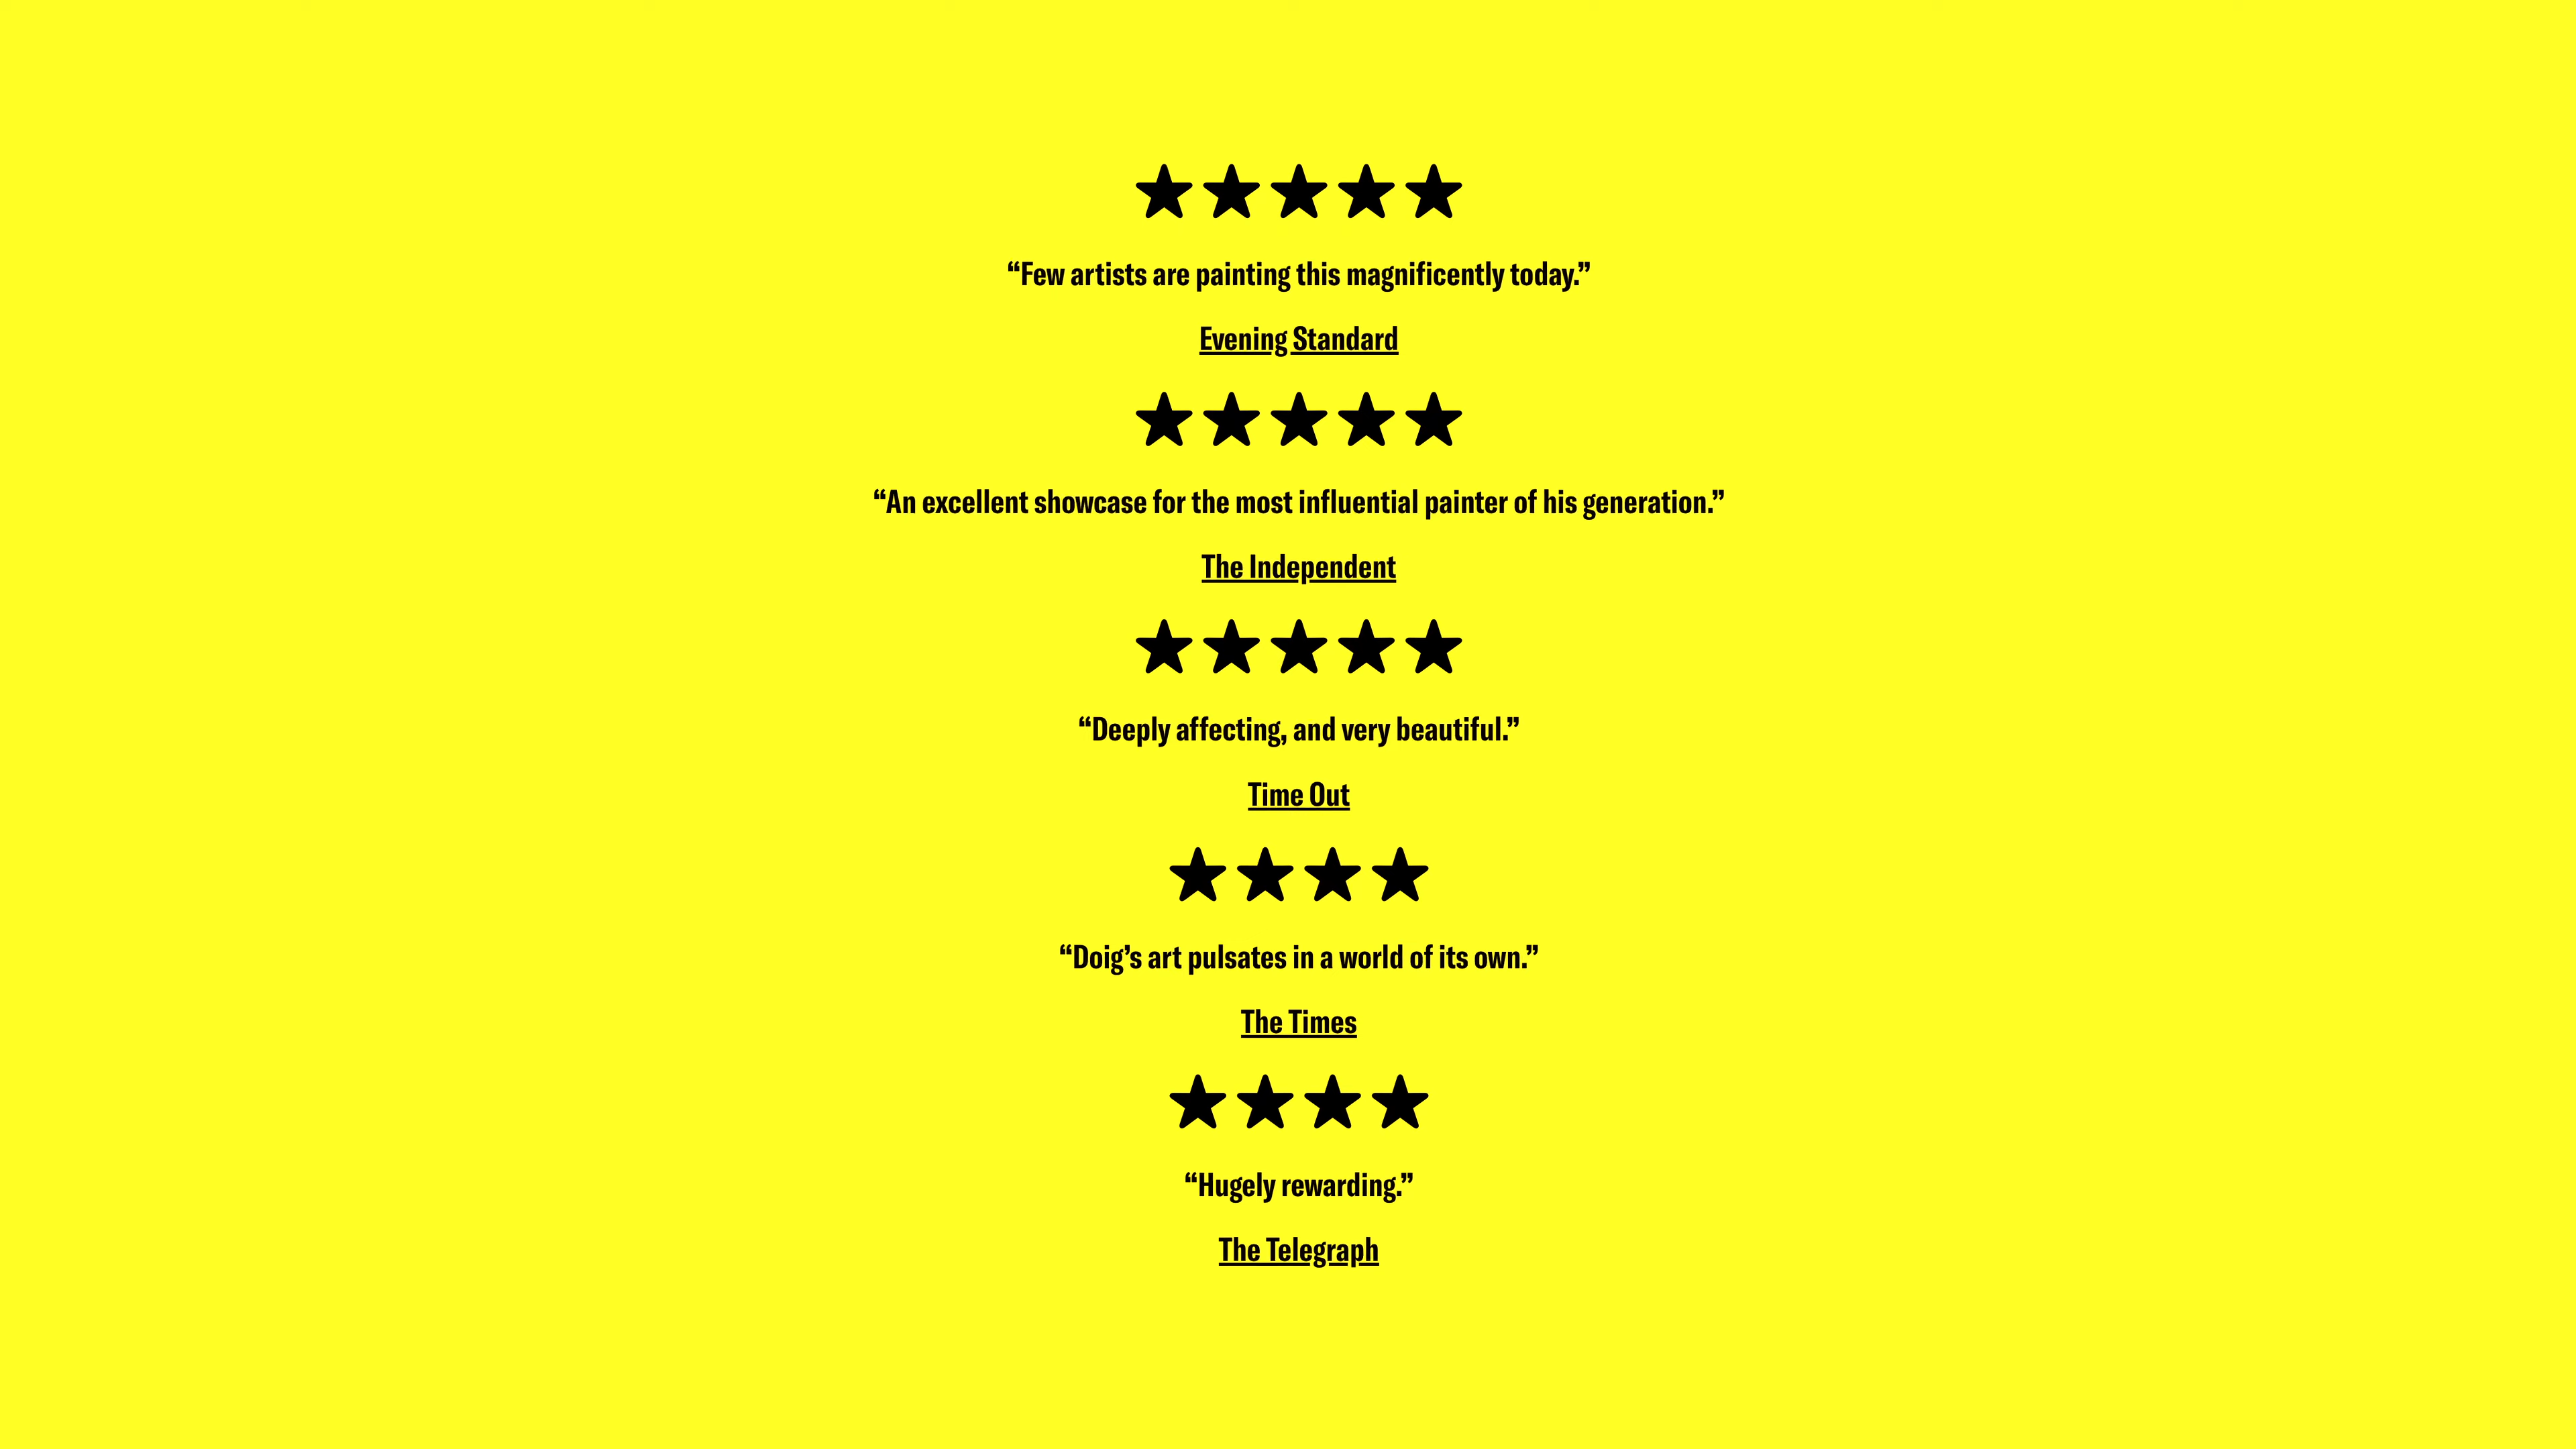 ★★★★★
“Few artists are painting this magnificently today.”
Evening Standard
★★★★★
“An excellent showcase for the most influential painter of his generation.”
The Independent
★★★★★
“Deeply affecting, and very beautiful.”
Time Out
★★★★
“Doig’s art pulsates in a world of its own.”
The Times
★★★★
“Hugely rewarding.”
The Telegraph